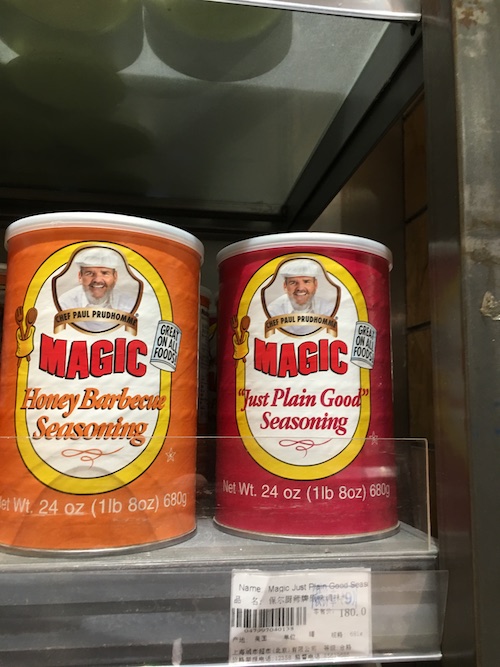 CHEF PAUL PRUDHOMME
MAGIC
GREAT
ON ALL
FOODS
Honey Barbecue
Seasoning
Net Wt. 24 oz (1lb 8oz) 680g
CHEF PAUL PRUDHOMME
MAGIC
GREAT
ON ALL
FOODS
"Just Plain Good"
Seasoning
Net Wt. 24 oz (1lb 8oz) 680g
Name Magic Just Plain Good
品 名
180.0